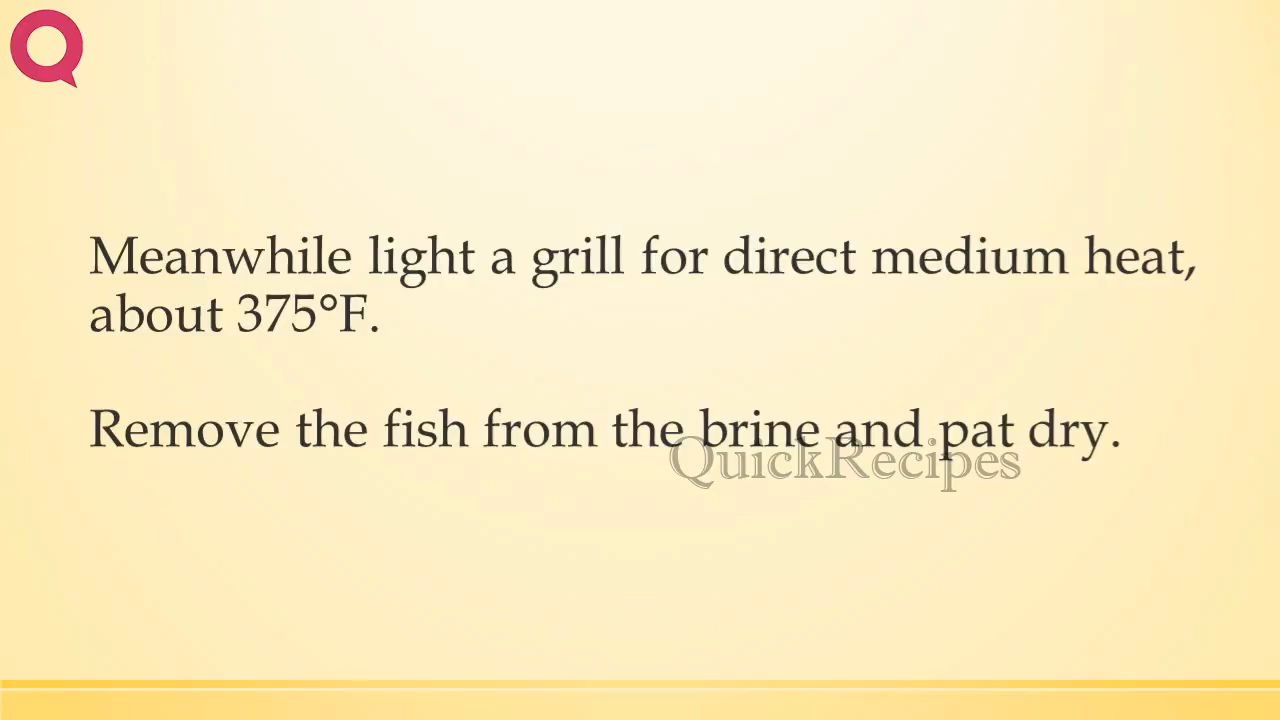 Meanwhile light a grill for direct medium heat,
about 375°F.
Remove the fish from the brine and pat dry.
QuickRecipes